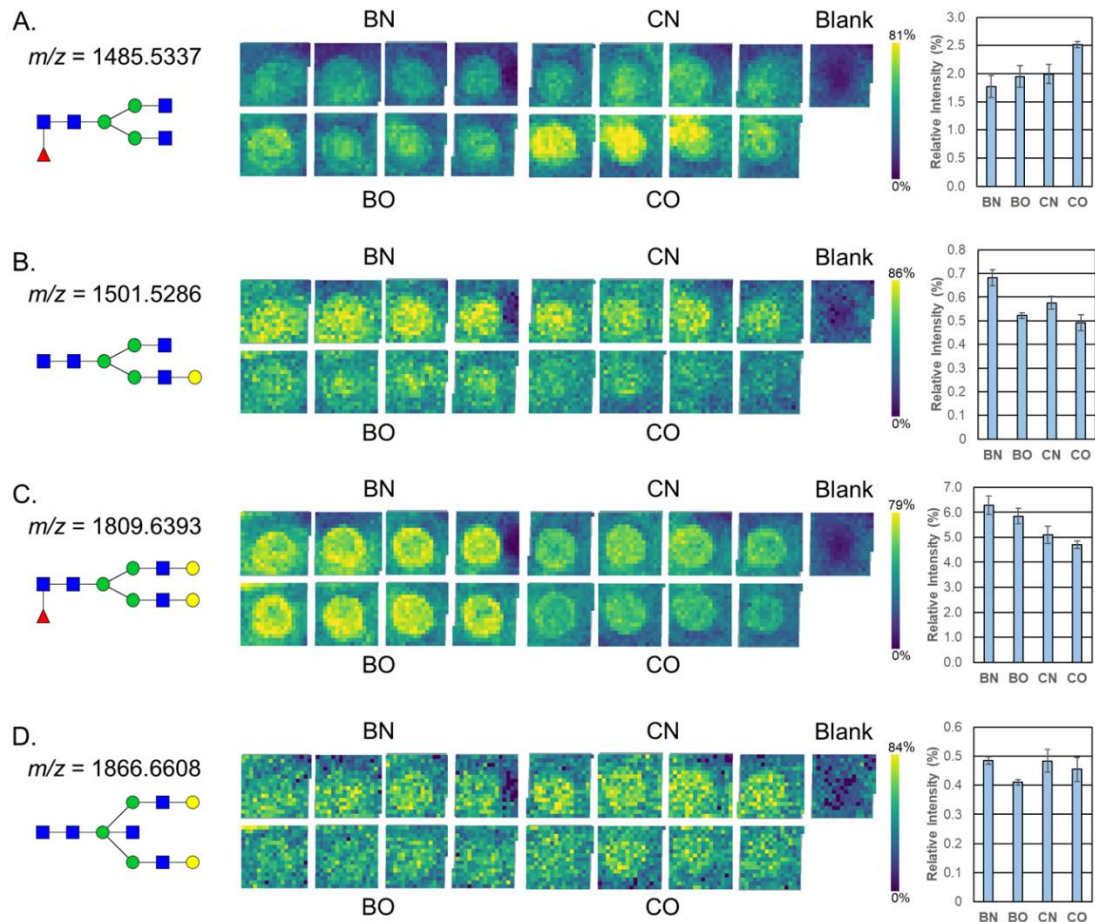 A.
m/z = 1485.5337
BN CN Blank
BO CO
81%
0%
Relative Intensity (%)
3.0
2.5
2.0
1.5
1.0
0.5
0.0
BN BO CN CO
B.
m/z = 1501.5286
BN CN Blank
BO CO
86%
0%
Relative Intensity (%)
0.8
0.7
0.6
0.5
0.4
0.3
0.2
0.1
0
BN BO CN CO
C.
m/z = 1809.6393
BN CN Blank
BO CO
79%
0%
Relative Intensity (%)
7.0
6.0
5.0
4.0
3.0
2.0
1.0
0.0
BN BO CN CO
D.
m/z = 1866.6608
BN CN Blank
BO CO
84%
0%
Relative Intensity (%)
0.6
0.5
0.4
0.3
0.2
0.1
0
BN BO CN CO